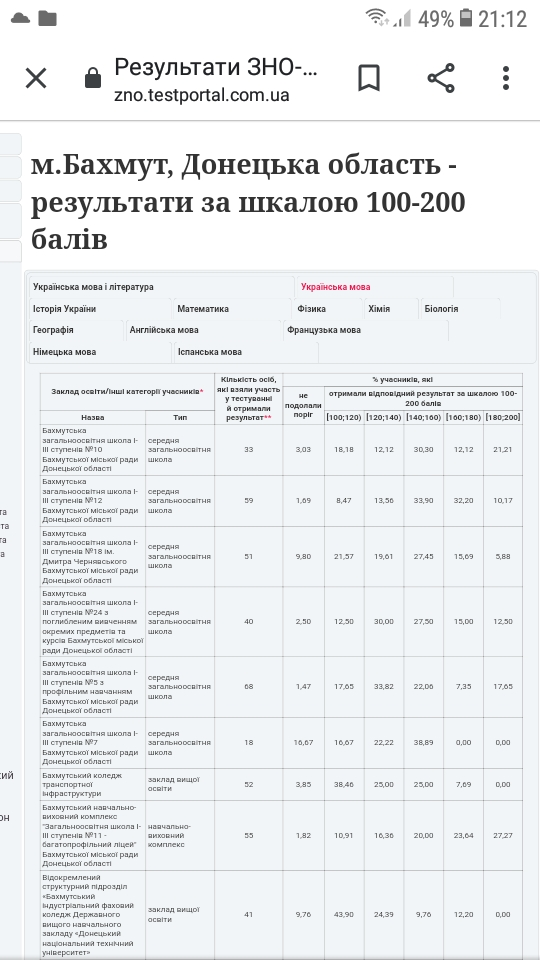 49% 21:12
Результати ЗНО-...
zno.testportal.com.ua
м.Бахмут, Донецька область -
результати за шкалою 100-200
балів
Українська мова і література Українська мова
Історія України Математика Фізика Хімія Біологія
Географія Англійська мова Французька мова
Німецька мова Іспанська мова
Заклад освіти/інші категорії учасників*
Кількість осіб,
які взяли участь
у тестуванні
й отримали
результат**
% учасників, які
не
подолали
поріг
отримали відповідний результат за шкалою 100-
200 балів
Назва Тип [100;120) [120;140) [140;160) [160;180) [180;200]
Бахмутська
загальноосвітня школа І-
ІІІ ступенів №10
Бахмутської міської ради
Донецької області
середня
загальноосвітня
школа
33 3,03 18,18 12,12 30,30 12,12 21,21
Бахмутська
загальноосвітня школа І-
ІІІ ступенів №12
Бахмутської міської ради
Донецької області
середня
загальноосвітня
школа
59 1,69 8,47 13,56 33,90 32,20 10,17
Бахмутська
загальноосвітня школа І-
ІІІ ступенів №18 ім.
Дмитра Чернявського
Бахмутської міської ради
Донецької області
середня
загальноосвітня
школа
51 9,80 21,57 19,61 27,45 15,69 5,88
Бахмутська
загальноосвітня школа І-
ІІІ ступенів №24 з
поглибленим вивченням
окремих предметів та
курсів Бахмутської міської
ради Донецької області
середня
загальноосвітня
школа
40 2,50 12,50 30,00 27,50 15,00 12,50
Бахмутська
загальноосвітня школа І-
ІІІ ступенів №5 з
профільним навчанням
Бахмутської міської ради
Донецької області
середня
загальноосвітня
школа
68 1,47 17,65 33,82 22,06 7,35 17,65
Бахмутська
загальноосвітня школа І-
ІІІ ступенів №7
Бахмутської міської ради
Донецької області
середня
загальноосвітня
школа
18 16,67 16,67 22,22 38,89 0,00 0,00
Бахмутський коледж
транспортної
інфраструктури
заклад вищої
освіти
52 3,85 38,46 25,00 25,00 7,69 0,00
Бахмутський навчально-
виховний комплекс
"Загальноосвітня школа І-
ІІІ ступенів №11 -
багатопрофільний ліцей"
Бахмутської міської ради
Донецької області
навчально-
виховний
комплекс
55 1,82 10,91 16,36 20,00 23,64 27,27
Відокремлений
структурний підрозділ
«Бахмутський
індустріальний фаховий
коледж Державного
вищого навчального
закладу «Донецький
національний технічний
університет»
заклад вищої
освіти
41 9,76 43,90 24,39 9,76 12,20 0,00